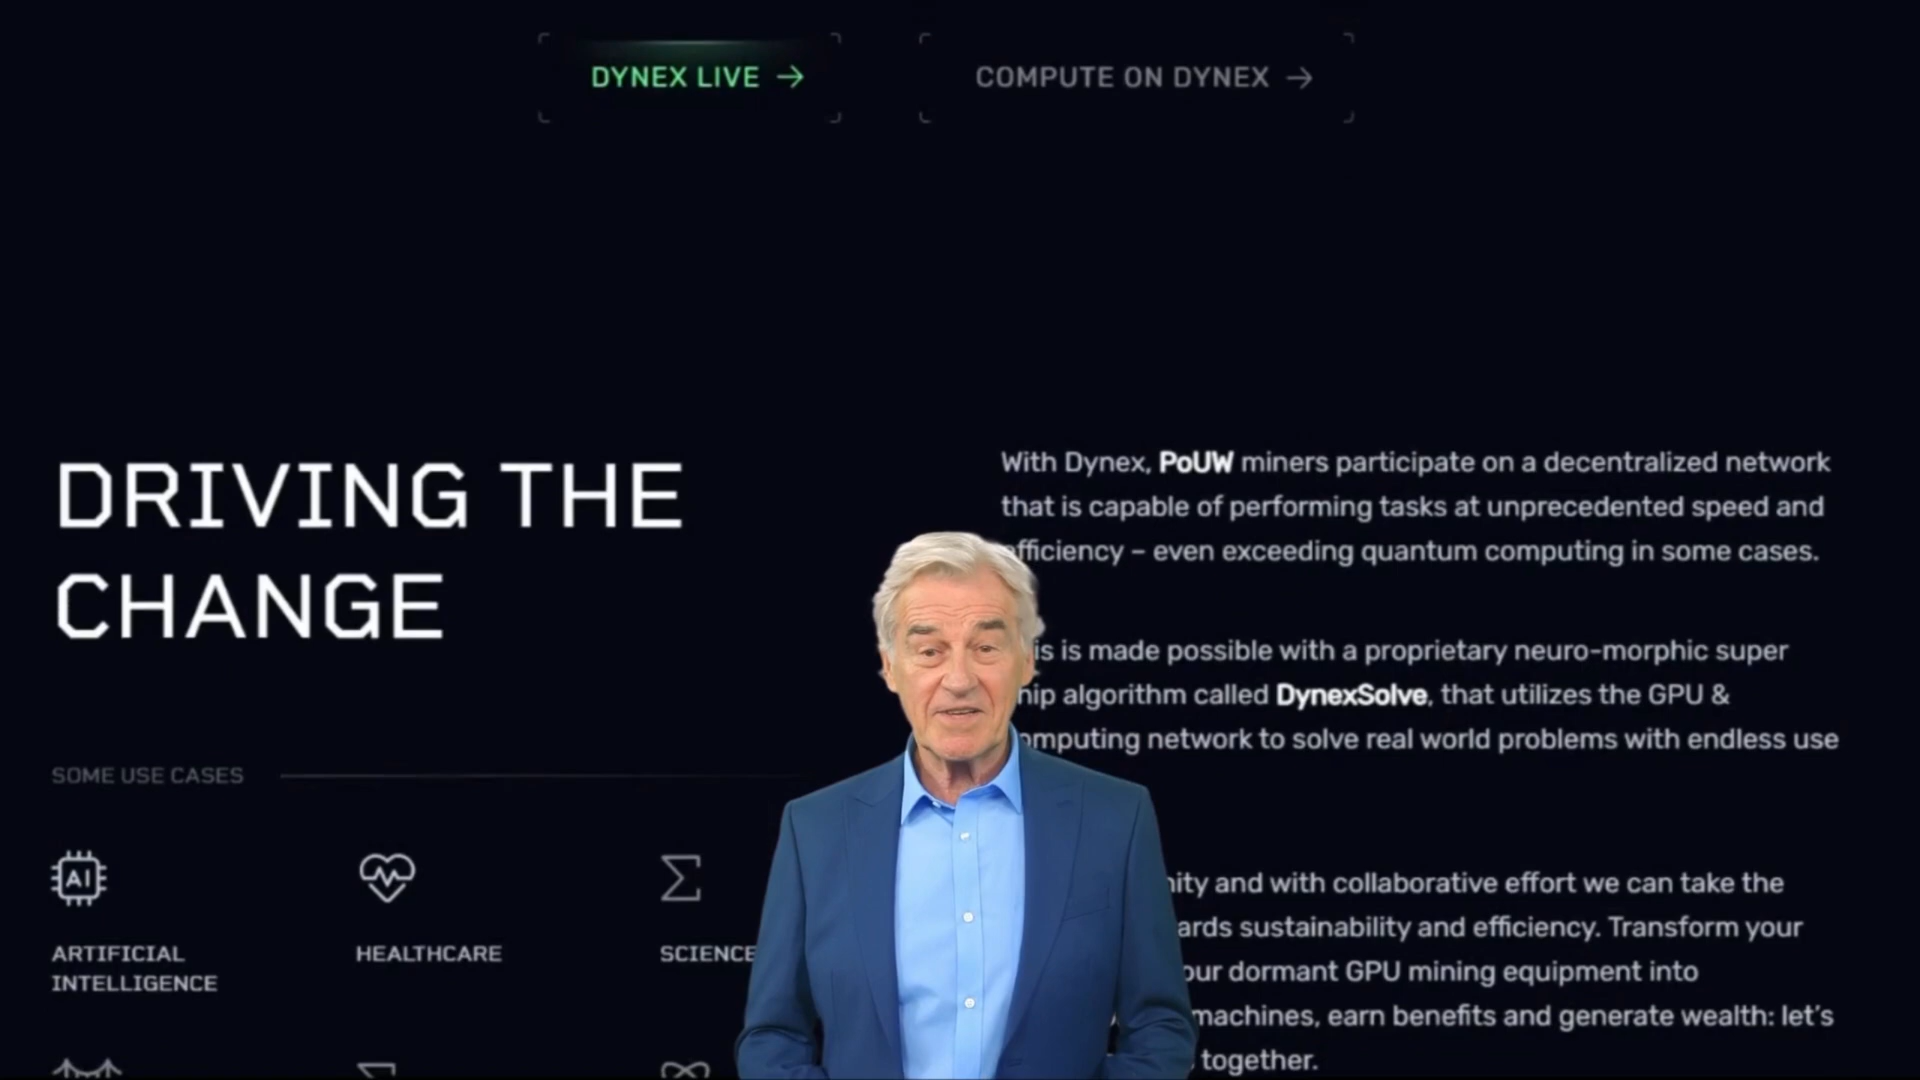 DYNEX LIVE →
COMPUTE ON DYNEX →
DRIVING THE
CHANGE
SOME USE CASES
AI
ARTIFICIAL
INTELLIGENCE
HEALTHCARE
Σ
SCIENCE
With Dynex, PoUW miners participate on a decentralized network
that is capable of performing tasks at unprecedented speed and
efficiency – even exceeding quantum computing in some cases.
is is made possible with a proprietary neuro-morphic super
hip algorithm called DynexSolve, that utilizes the GPU &
omputing network to solve real world problems with endless use
nity and with collaborative effort we can take the
ards sustainability and efficiency. Transform your
our dormant GPU mining equipment into
machines, earn benefits and generate wealth: let's
together.